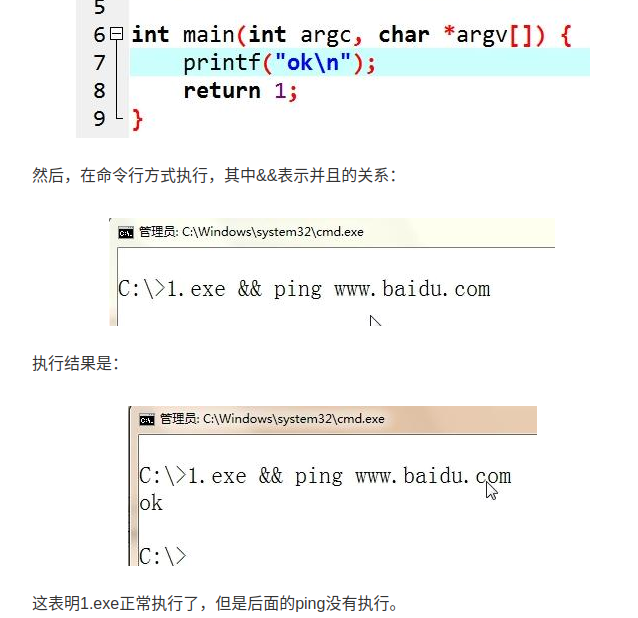 5
6 int main(int argc, char *argv[]) {
7 printf("ok\n");
8 return 1;
9 }
然后，在命令行方式执行，其中&&表示并且的关系：
管理员: C:\Windows\system32\cmd.exe
C:\>1.exe && ping www.baidu.com
执行结果是：
管理员: C:\Windows\system32\cmd.exe
C:\>1.exe && ping www.baidu.com
ok
C:\>
这表明1.exe正常执行了，但是后面的ping没有执行。